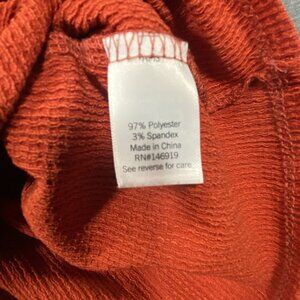 97% Polyester
3% Spandex
Made in China
RN#146919
See reverse for care